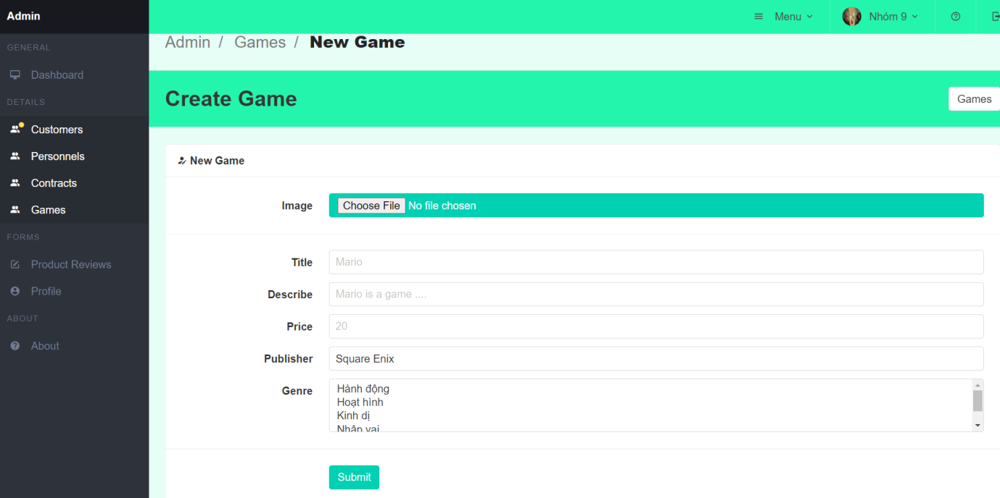 Admin
Menu
Nhóm 9
GENERAL
Dashboard
DETAILS
Customers
Personnels
Contracts
Games
FORMS
Product Reviews
Profile
ABOUT
About
Admin / Games / New Game
Create Game
Games
New Game
Image Choose File No file chosen
Title Mario
Describe Mario is a game ....
Price 20
Publisher Square Enix
Genre Hành động
Hoạt hình
Kinh dị
Nhập vai
Submit